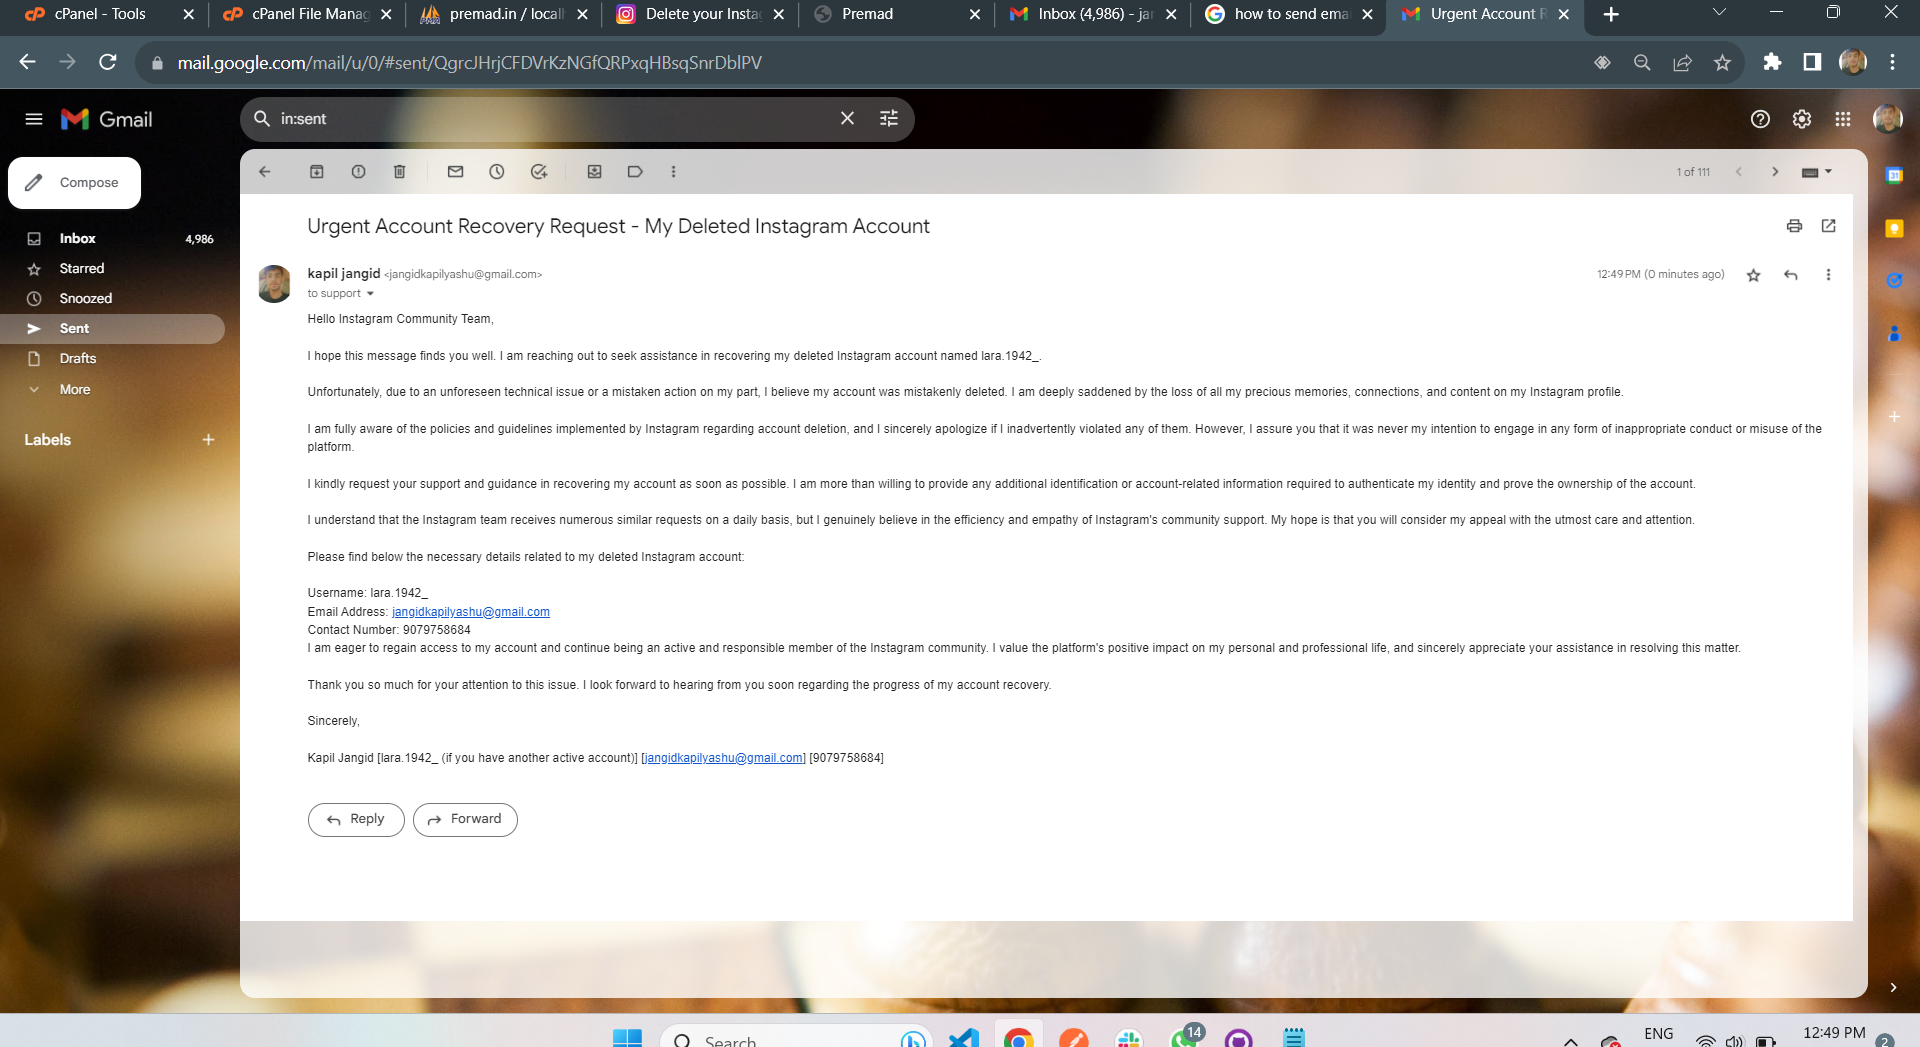 cPanel - Tools
cPanel File Manag
premad.in / localh
Delete your Insta
Premad
Inbox (4,986) - jar
how to send emai
Urgent Account R
mail.google.com/mail/u/0/#sent/QgrcJHrjCFDVrKzNGfQRPxqHBsqSnrDblPV
Gmail
in:sent
Compose
1 of 111
Inbox 4,986
Starred
Snoozed
Sent
Drafts
More
Labels
Urgent Account Recovery Request - My Deleted Instagram Account
kapil jangid <jangidkapilyashu@gmail.com>
12:49 PM (0 minutes ago)
to support
Hello Instagram Community Team,
I hope this message finds you well. I am reaching out to seek assistance in recovering my deleted Instagram account named lara.1942_.
Unfortunately, due to an unforeseen technical issue or a mistaken action on my part, I believe my account was mistakenly deleted. I am deeply saddened by the loss of all my precious memories, connections, and content on my Instagram profile.
I am fully aware of the policies and guidelines implemented by Instagram regarding account deletion, and I sincerely apologize if I inadvertently violated any of them. However, I assure you that it was never my intention to engage in any form of inappropriate conduct or misuse of the
platform.
I kindly request your support and guidance in recovering my account as soon as possible. I am more than willing to provide any additional identification or account-related information required to authenticate my identity and prove the ownership of the account.
I understand that the Instagram team receives numerous similar requests on a daily basis, but I genuinely believe in the efficiency and empathy of Instagram's community support. My hope is that you will consider my appeal with the utmost care and attention.
Please find below the necessary details related to my deleted Instagram account:
Username: lara.1942_
Email Address: jangidkapilyashu@gmail.com
Contact Number: 9079758684
I am eager to regain access to my account and continue being an active and responsible member of the Instagram community. I value the platform's positive impact on my personal and professional life, and sincerely appreciate your assistance in resolving this matter.
Thank you so much for your attention to this issue. I look forward to hearing from you soon regarding the progress of my account recovery.
Sincerely,
Kapil Jangid [lara.1942_ (if you have another active account)] [jangidkapilyashu@gmail.com] [9079758684]
Reply
Forward
Search
14
ENG
12:49 PM
2